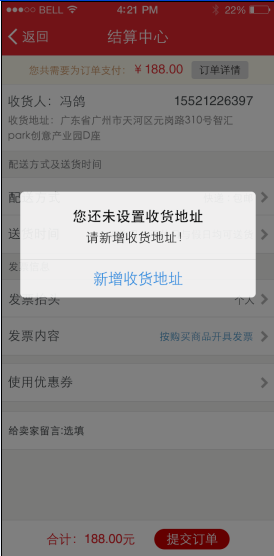 BELL 4:21 PM 22%
返回 结算中心
您共需要为订单支付：￥188.00 订单详情
收货人：冯鸽 15521226397
收货地址：广东省广州市天河区元岗路310号智汇
park创意产业园D座
配送方式及送货时间
配送方式
您还未设置收货地址
请新增收货地址！
新增收货地址
发票抬头 个人
发票内容 按购买商品开具发票
使用优惠券
给卖家留言:选填
合计：188.00元 提交订单